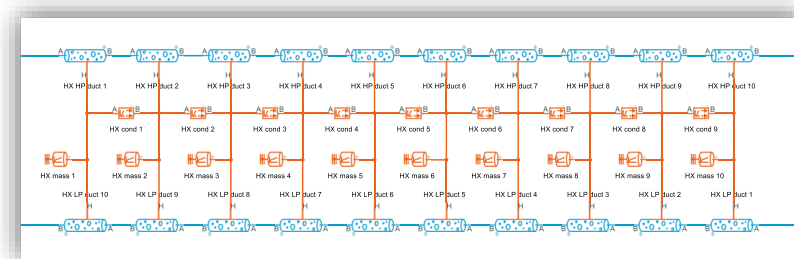 A B A B A B A B A B A B A B A B A B A B
H H H H H H H H H H
HX HP duct 1 HX HP duct 2 HX HP duct 3 HX HP duct 4 HX HP duct 5 HX HP duct 6 HX HP duct 7 HX HP duct 8 HX HP duct 9 HX HP duct 10
A B A B A B A B A B A B A B A B A B
HX cond 1 HX cond 2 HX cond 3 HX cond 4 HX cond 5 HX cond 6 HX cond 7 HX cond 8 HX cond 9
HX mass 1 HX mass 2 HX mass 3 HX mass 4 HX mass 5 HX mass 6 HX mass 7 HX mass 8 HX mass 9 HX mass 10
HX LP duct 10 HX LP duct 9 HX LP duct 8 HX LP duct 7 HX LP duct 6 HX LP duct 5 HX LP duct 4 HX LP duct 3 HX LP duct 2 HX LP duct 1
H H H H H H H H H H
B A B A B A B A B A B A B A B A B A B A